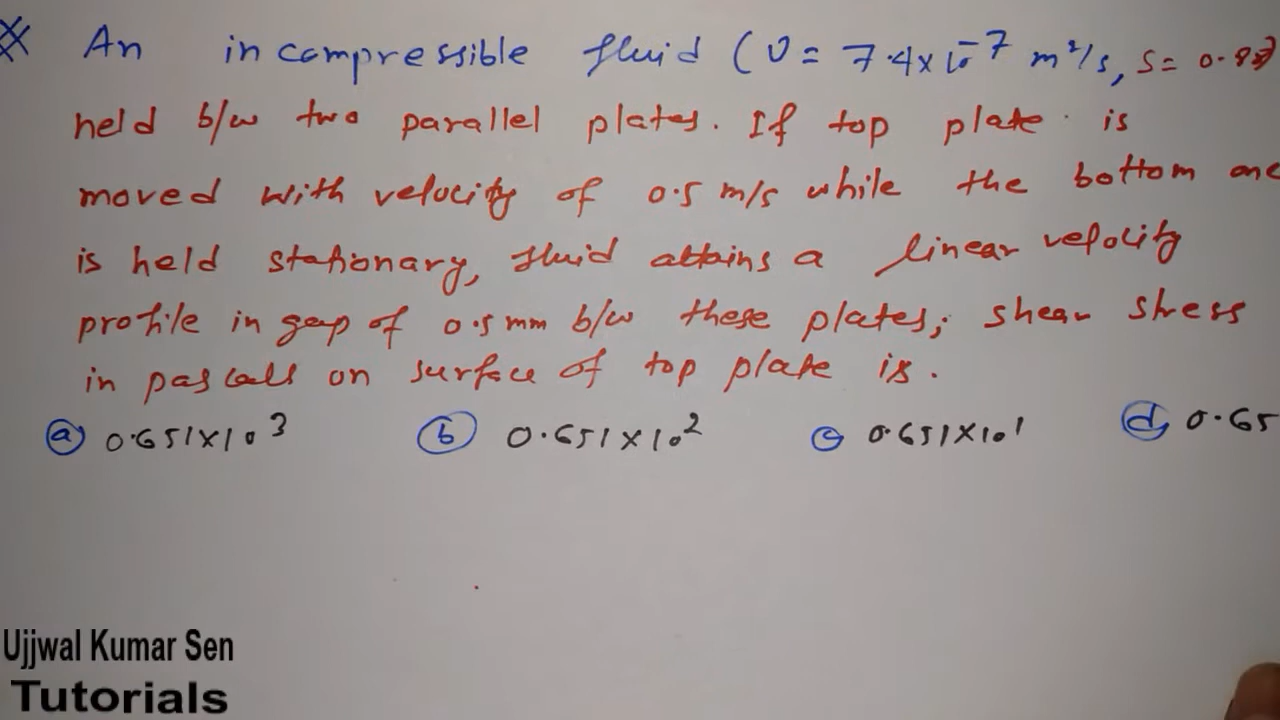 ※ An incompressible fluid (υ = 7.4×10⁻⁷ m²/s, S = 0.88
held b/w two parallel plates. If top plate is
moved with velocity of 0.5 m/s while the bottom one
is held stationary, fluid attains a linear velocity
profile in gap of 0.5 mm b/w these plates; shear stress
in pascals on surface of top plate is.
(a) 0.651×10³ (b) 0.651×10² (c) 0.651×10¹ (d) 0.65
Ujjwal Kumar Sen
Tutorials